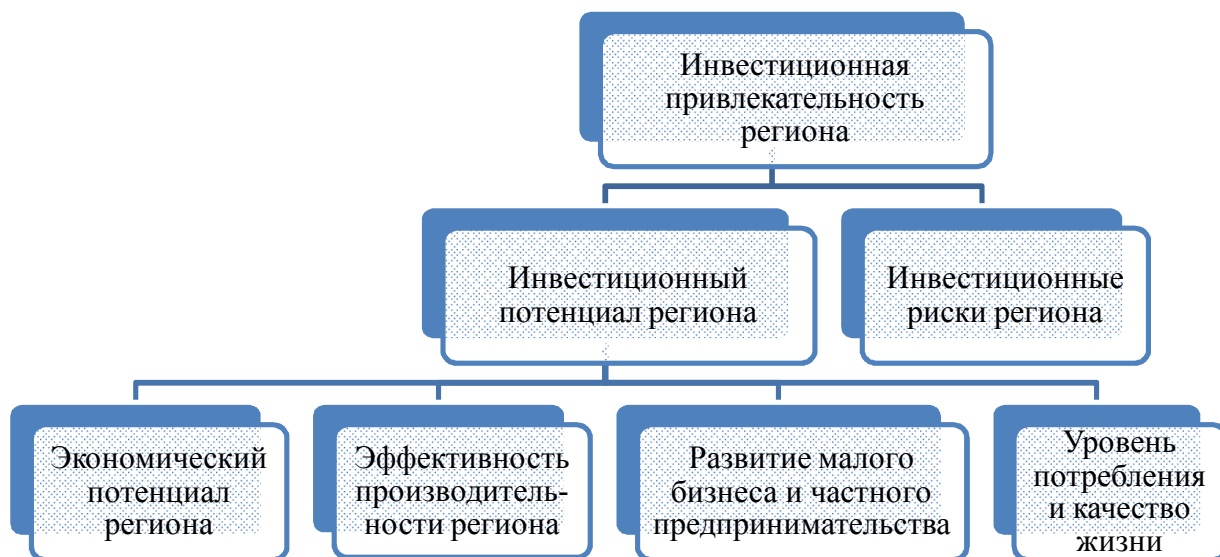 Инвестиционная
привлекательность
региона
Инвестиционный
потенциал региона
Инвестиционные
риски региона
Экономический
потенциал
региона
Эффективность
производитель-
ности региона
Развитие малого
бизнеса и частного
предпринимательства
Уровень
потребления
и качество
жизни